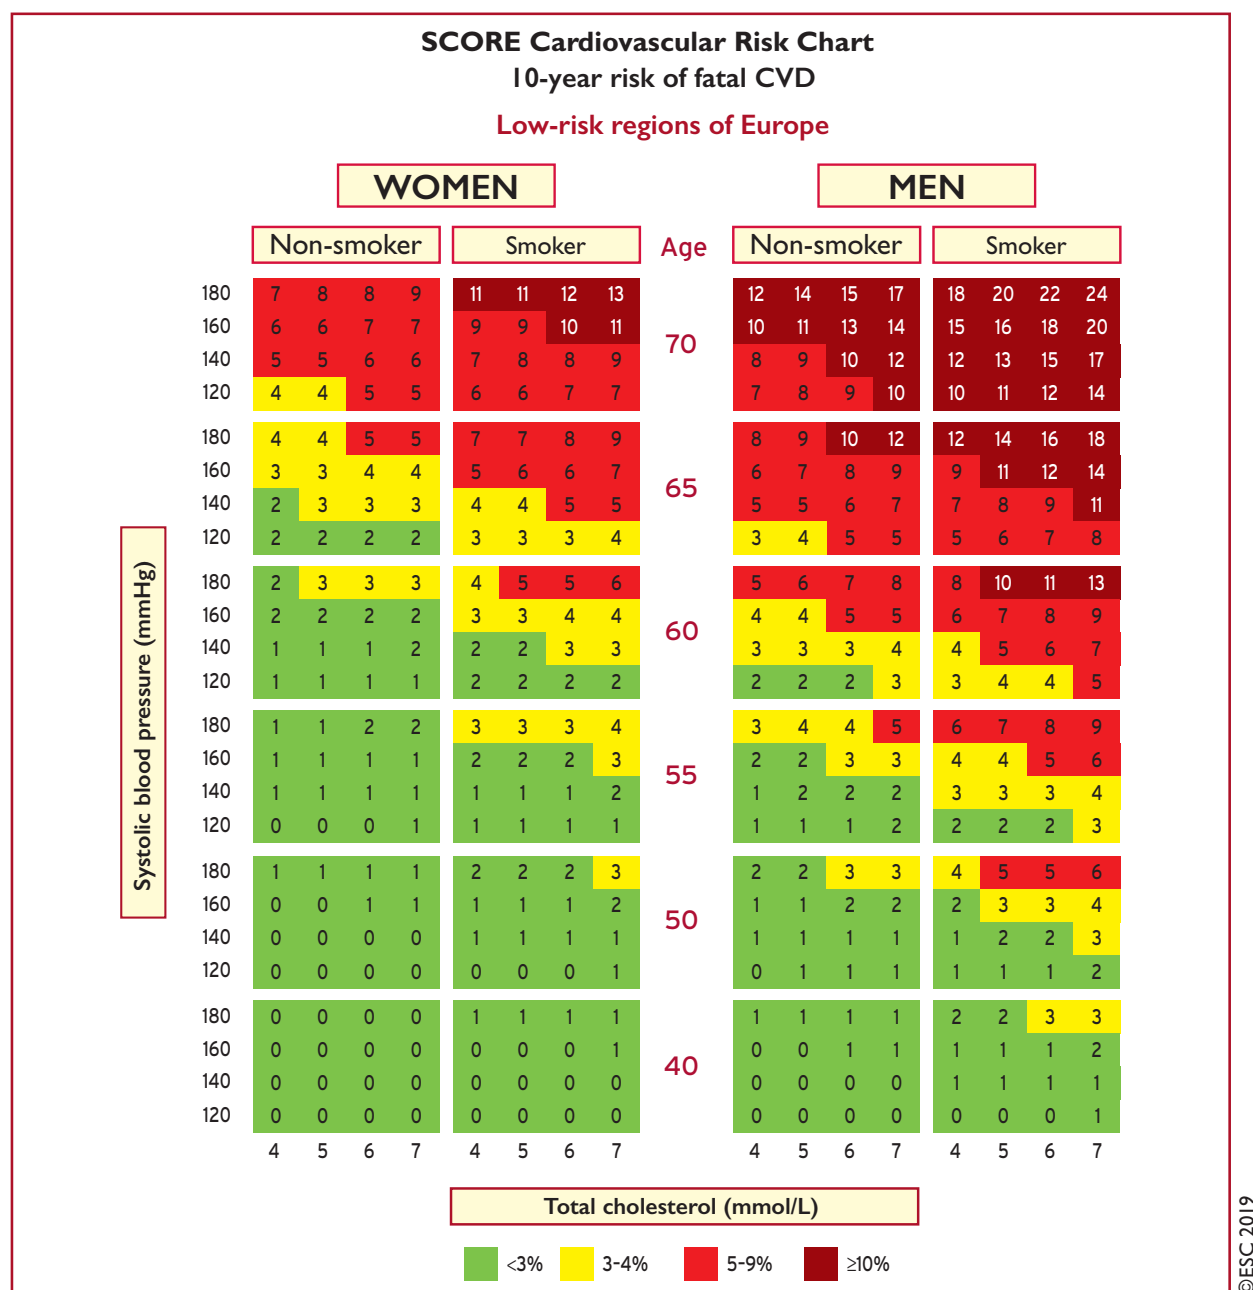 SCORE Cardiovascular Risk Chart
10-year risk of fatal CVD
Low-risk regions of Europe
WOMEN MEN
Non-smoker Smoker Age Non-smoker Smoker
180 7 8 8 9 11 11 12 13 12 14 15 17 18 20 22 24
160 6 6 7 7 9 9 10 11 10 11 13 14 15 16 18 20
70
140 5 5 6 6 7 8 8 9 8 9 10 12 12 13 15 17
120 4 4 5 5 6 6 7 7 7 8 9 10 10 11 12 14
180 4 4 5 5 7 7 8 9 8 9 10 12 12 14 16 18
160 3 3 4 4 5 6 6 7 6 7 8 9 9 11 12 14
65
140 2 3 3 3 4 4 5 5 5 5 6 7 7 8 9 11
120 2 2 2 2 3 3 3 4 3 4 5 5 5 6 7 8
180 2 3 3 3 4 5 5 6 5 6 7 8 8 10 11 13
160 2 2 2 2 3 3 4 4 4 4 5 5 6 7 8 9
60
140 1 1 1 2 2 2 3 3 3 3 3 4 4 5 6 7
120 1 1 1 1 2 2 2 2 2 2 2 3 3 4 4 5
180 1 1 2 2 3 3 3 4 3 4 4 5 6 7 8 9
160 1 1 1 1 2 2 2 3 2 2 3 3 4 4 5 6
55
140 1 1 1 1 1 1 1 2 1 2 2 2 3 3 3 4
120 0 0 0 1 1 1 1 1 1 1 1 2 2 2 2 3
180 1 1 1 1 2 2 2 3 2 2 3 3 4 5 5 6
160 0 0 1 1 1 1 1 2 1 1 2 2 2 3 3 4
50
140 0 0 0 0 1 1 1 1 1 1 1 1 1 2 2 3
120 0 0 0 0 0 0 0 1 0 1 1 1 1 1 1 2
180 0 0 0 0 1 1 1 1 1 1 1 1 2 2 3 3
160 0 0 0 0 0 0 0 1 0 0 1 1 1 1 1 2
40
140 0 0 0 0 0 0 0 0 0 0 0 0 1 1 1 1
120 0 0 0 0 0 0 0 0 0 0 0 0 0 0 0 1
4 5 6 7 4 5 6 7 4 5 6 7 4 5 6 7
Systolic blood pressure (mmHg)
Total cholesterol (mmol/L)
<3% 3-4% 5-9% ≥10%
©ESC 2019